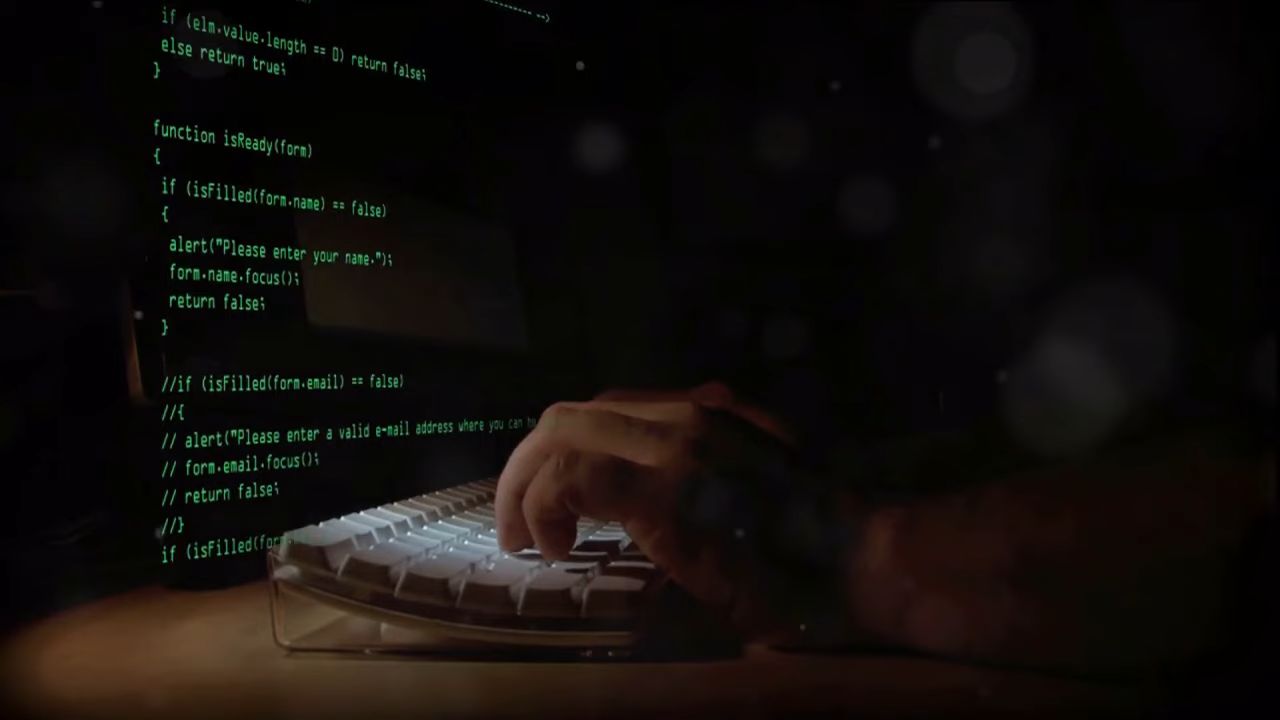 if (elm.value.length == 0) return false;
else return true;
}
function isReady(form)
{
if (isFilled(form.name) == false)
{
alert("Please enter your name.");
form.name.focus();
return false;
}
//if (isFilled(form.email) == false)
//{
// alert("Please enter a valid e-mail address where you can
// form.email.focus();
// return false;
//}
if (isFilled(